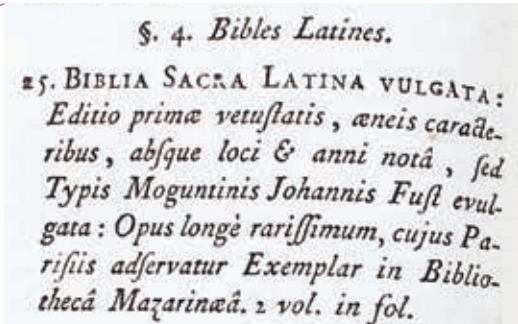 §. 4. Bibles Latines.
25. BIBLIA SACRA LATINA VULGATA:
Editio primæ vetuſtatis, æneis caracte-
ribus, abſque loci & anni notâ, ſed
Typis Moguntinis Johannis Fuſt evul-
gata: Opus longè rariſſimum, cujus Pa-
riſiis adſervatur Exemplar in Biblio-
thecâ Mazarinæâ. 2 vol. in fol.